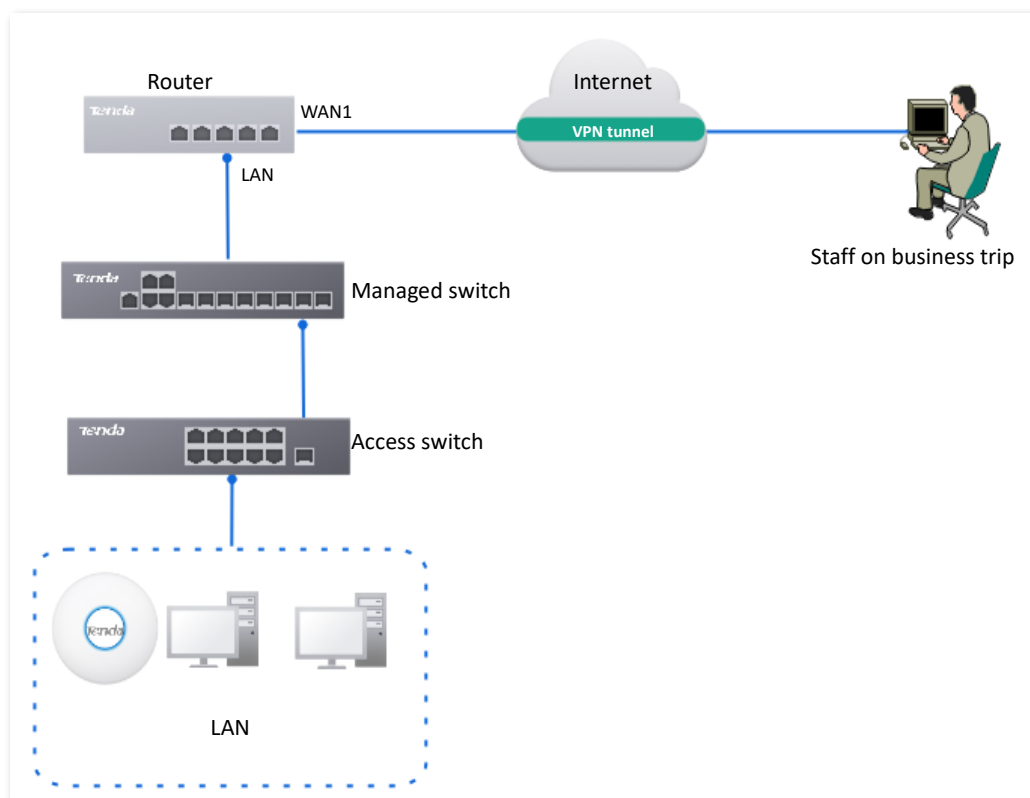 Router
Internet
Tenda
WAN1
VPN tunnel
LAN
Staff on business trip
Tenda
Managed switch
Tenda
Access switch
Tenda
LAN